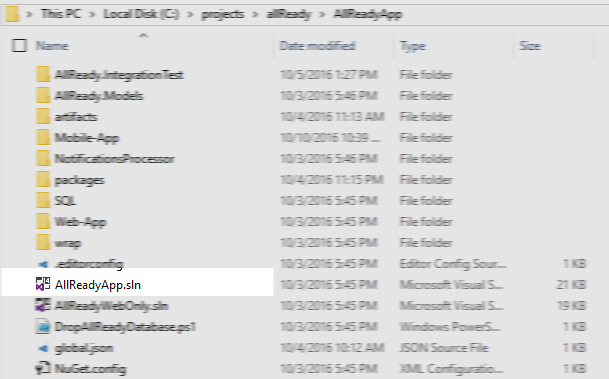 This PC > Local Disk (C:) > projects > allReady > AllReadyApp
Name Date modified Type Size
AllReady.IntegrationTest 10/5/2016 1:27 PM File folder
AllReady.Models 10/3/2016 5:46 PM File folder
artifacts 10/4/2016 11:13 AM File folder
Mobile-App 10/10/2016 10:39 ... File folder
NotificationsProcessor 10/3/2016 5:46 PM File folder
packages 10/4/2016 11:15 PM File folder
SQL 10/3/2016 5:45 PM File folder
Web-App 10/3/2016 5:45 PM File folder
wrap 10/3/2016 5:45 PM File folder
.editorconfig 10/3/2016 5:45 PM Editor Config Sour... 1 KB
AllReadyApp.sln 10/3/2016 5:45 PM Microsoft Visual S... 21 KB
AllReadyWebOnly.sln 10/3/2016 5:45 PM Microsoft Visual S... 19 KB
DropAllReadyDatabase.ps1 10/3/2016 5:45 PM Windows PowerS... 1 KB
global.json 10/4/2016 10:12 AM JSON Source File 1 KB
NuGet.config 10/3/2016 5:45 PM XML Configuratio... 1 KB